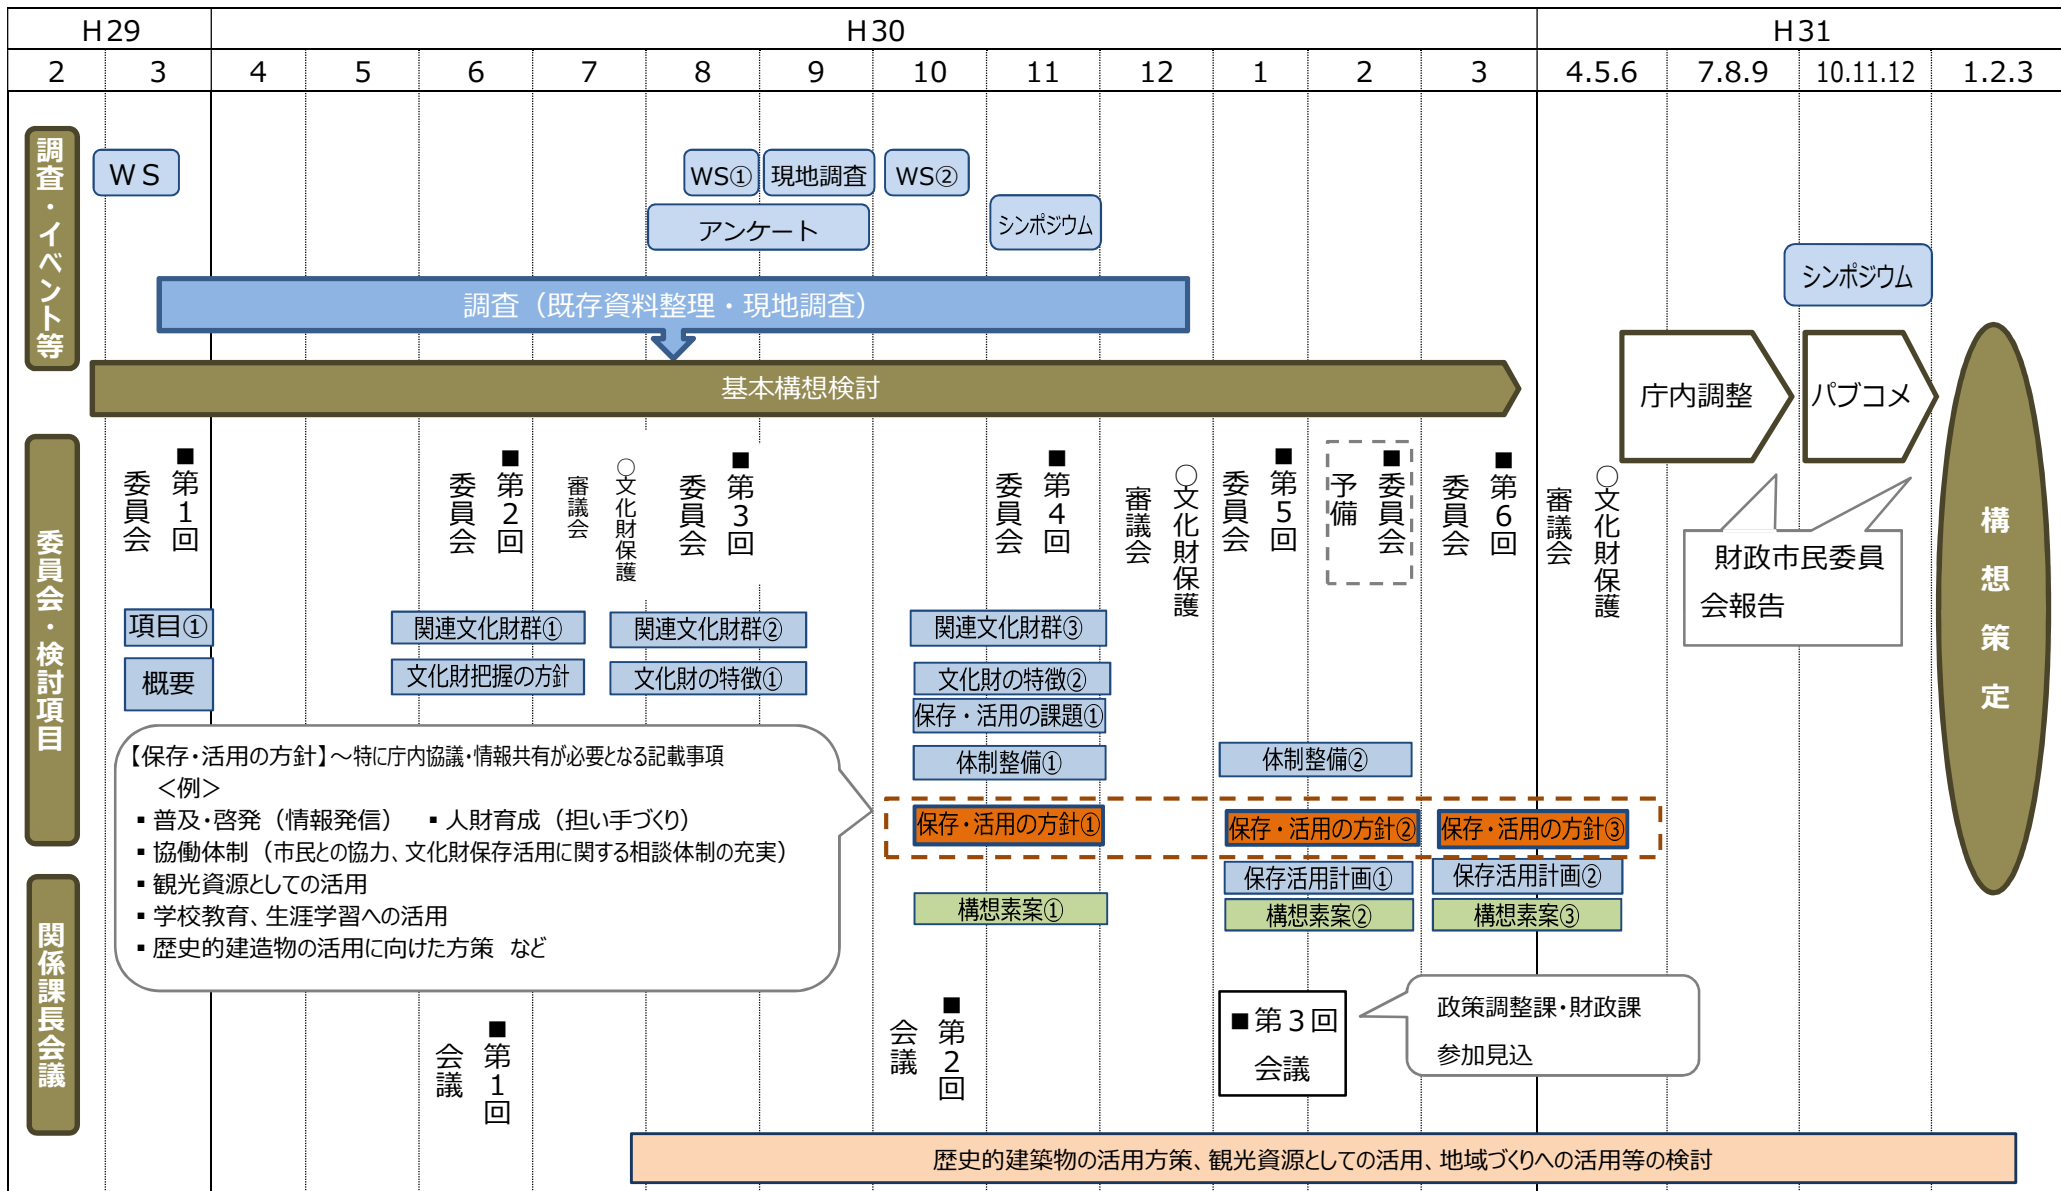 H29
H30
H31
2
3
4
5
6
7
8
9
10
11
12
1
2
3
4.5.6
7.8.9
10.11.12
1.2.3
調査・イベント等
ＷＳ
WS①
現地調査
WS②
アンケート
シンポジウム
シンポジウム
調査（既存資料整理・現地調査）
基本構想検討
庁内調整
パブコメ
構想策定
委員会・検討項目
■第1回
委員会
■第2回
委員会
○文化財保護
審議会
■第3回
委員会
■第4回
委員会
○文化財保護
審議会
■第5回
委員会
■委員会
予備
■第6回
委員会
○文化財保護
審議会
財政市民委員
会報告
項目①
関連文化財群①
関連文化財群②
関連文化財群③
概要
文化財把握の方針
文化財の特徴①
文化財の特徴②
保存・活用の課題①
体制整備①
体制整備②
保存・活用の方針①
保存・活用の方針②
保存・活用の方針③
保存活用計画①
保存活用計画②
構想素案①
構想素案②
構想素案③
【保存・活用の方針】～特に庁内協議・情報共有が必要となる記載事項
＜例＞
▪ 普及・啓発（情報発信）　▪ 人財育成（担い手づくり）
▪ 協働体制（市民との協力、文化財保存活用に関する相談体制の充実）
▪ 観光資源としての活用
▪ 学校教育、生涯学習への活用
▪ 歴史的建造物の活用に向けた方策　など
関係課長会議
■第1回
会議
■第2回
会議
■第３回
会議
政策調整課・財政課
参加見込
歴史的建築物の活用方策、観光資源としての活用、地域づくりへの活用等の検討